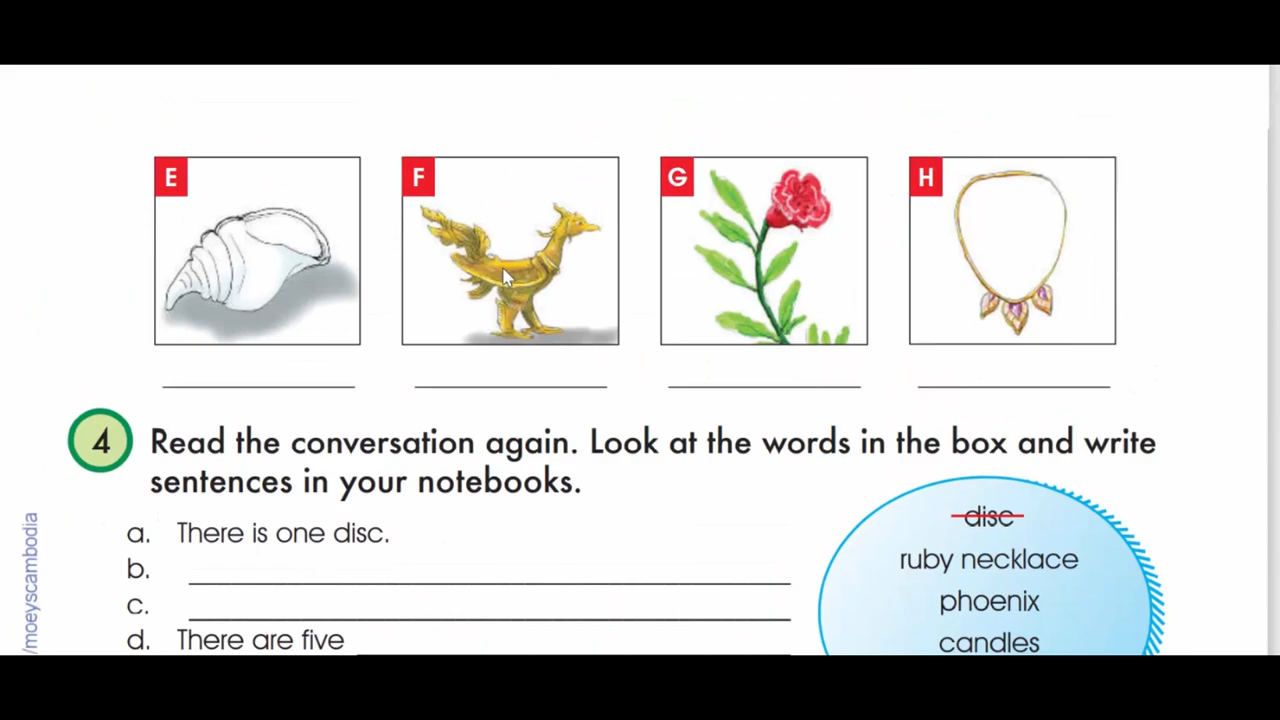 E
F
G
H
4
Read the conversation again. Look at the words in the box and write
sentences in your notebooks.
a. There is one disc.
b.
c.
d. There are five
disc
ruby necklace
phoenix
candles
/moeyscambodia